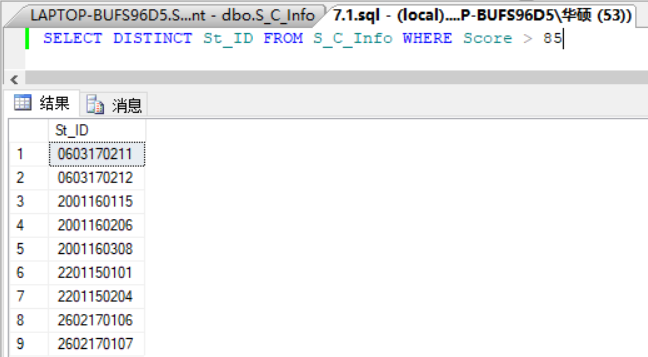 LAPTOP-BUFS96D5.S...nt - dbo.S_C_Info 7.1.sql - (local)....P-BUFS96D5\华硕 (53))
SELECT DISTINCT St_ID FROM S_C_Info WHERE Score > 85
结果 消息
St_ID
1 0603170211
2 0603170212
3 2001160115
4 2001160206
5 2001160308
6 2201150101
7 2201150204
8 2602170106
9 2602170107